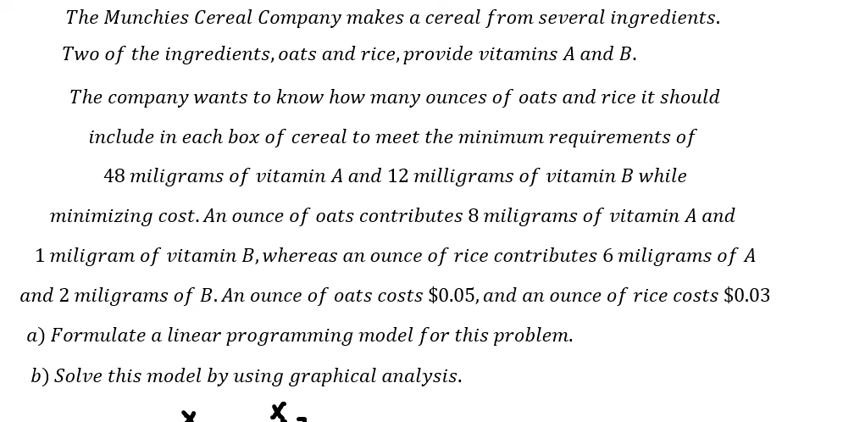 The Munchies Cereal Company makes a cereal from several ingredients.
Two of the ingredients, oats and rice, provide vitamins A and B.
The company wants to know how many ounces of oats and rice it should
include in each box of cereal to meet the minimum requirements of
48 miligrams of vitamin A and 12 milligrams of vitamin B while
minimizing cost. An ounce of oats contributes 8 miligrams of vitamin A and
1 miligram of vitamin B, whereas an ounce of rice contributes 6 miligrams of A
and 2 miligrams of B. An ounce of oats costs $0.05, and an ounce of rice costs $0.03
a) Formulate a linear programming model for this problem.
b) Solve this model by using graphical analysis.
x x